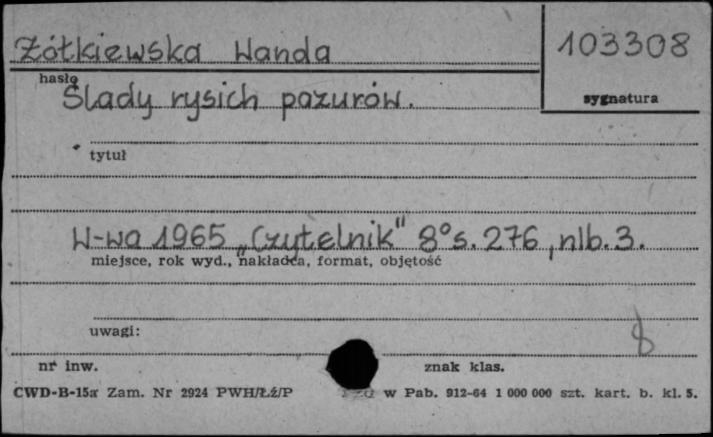 Żółkiewska Wanda
103308
hasło
sygnatura
Ślady rysich pazurów.
tytuł
W-wa 1965 „Czytelnik" 8° s. 276, nlb. 3.
miejsce, rok wyd., nakładca, format, objętość
uwagi:
8
nr inw.
znak klas.
CWD-B-15a Zam. Nr 2924 PWH/Łź/P w Pab. 912-64 1 000 000 szt. kart. b. kl. 5.